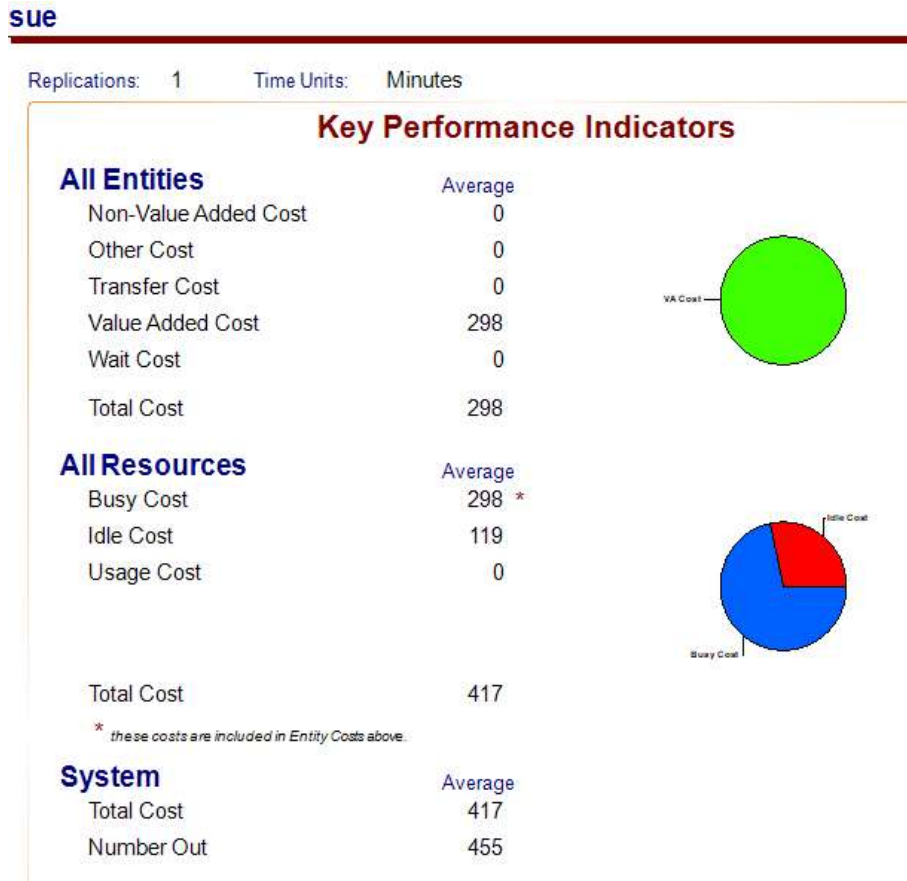 sue
Replications: 1 Time Units: Minutes
Key Performance Indicators
All Entities Average
Non-Value Added Cost 0
Other Cost 0
Transfer Cost 0
VA Cost
Value Added Cost 298
Wait Cost 0
Total Cost 298
All Resources Average
Busy Cost 298 *
Idle Cost
Idle Cost 119
Usage Cost 0
Busy Cost
Total Cost 417
* these costs are included in Entity Costs above.
System Average
Total Cost 417
Number Out 455